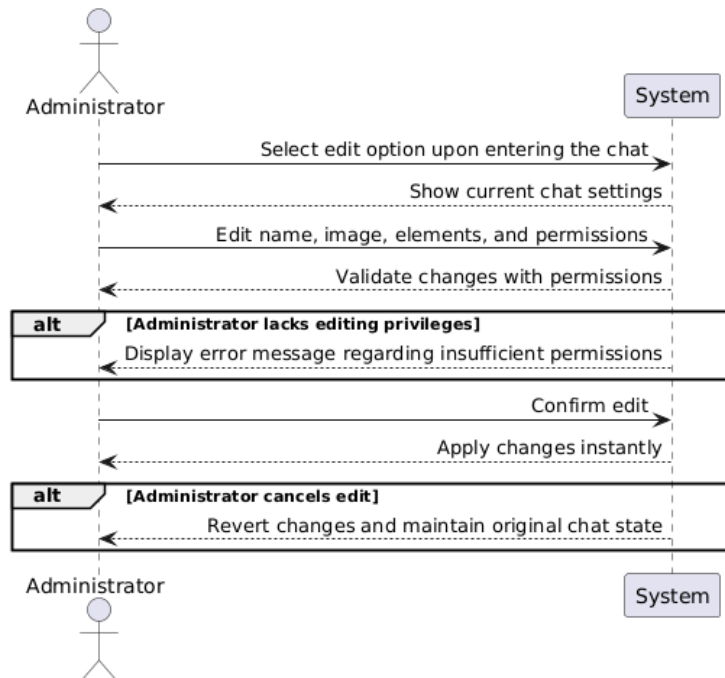 Administrator
System
Select edit option upon entering the chat
Show current chat settings
Edit name, image, elements, and permissions
Validate changes with permissions
alt [Administrator lacks editing privileges]
Display error message regarding insufficient permissions
Confirm edit
Apply changes instantly
alt [Administrator cancels edit]
Revert changes and maintain original chat state
Administrator
System